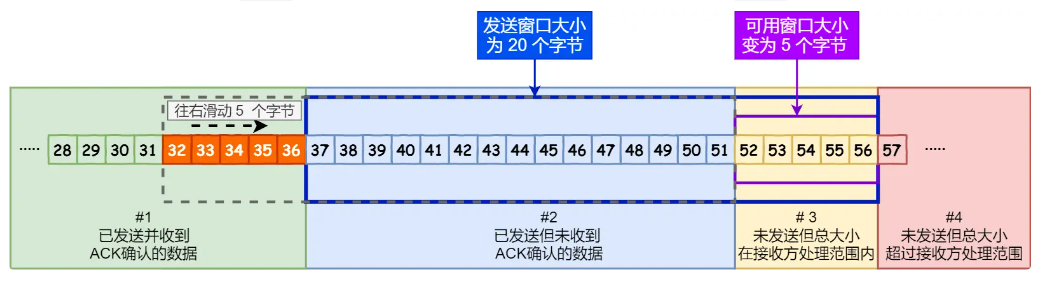 发送窗口大小
为 20 个字节
可用窗口大小
变为 5 个字节
往右滑动 5 个字节
····· 28 29 30 31 32 33 34 35 36 37 38 39 40 41 42 43 44 45 46 47 48 49 50 51 52 53 54 55 56 57 ·····
#1
已发送并收到
ACK确认的数据
#2
已发送但未收到
ACK确认的数据
# 3
未发送但总大小
在接收方处理范围内
#4
未发送但总大小
超过接收方处理范围